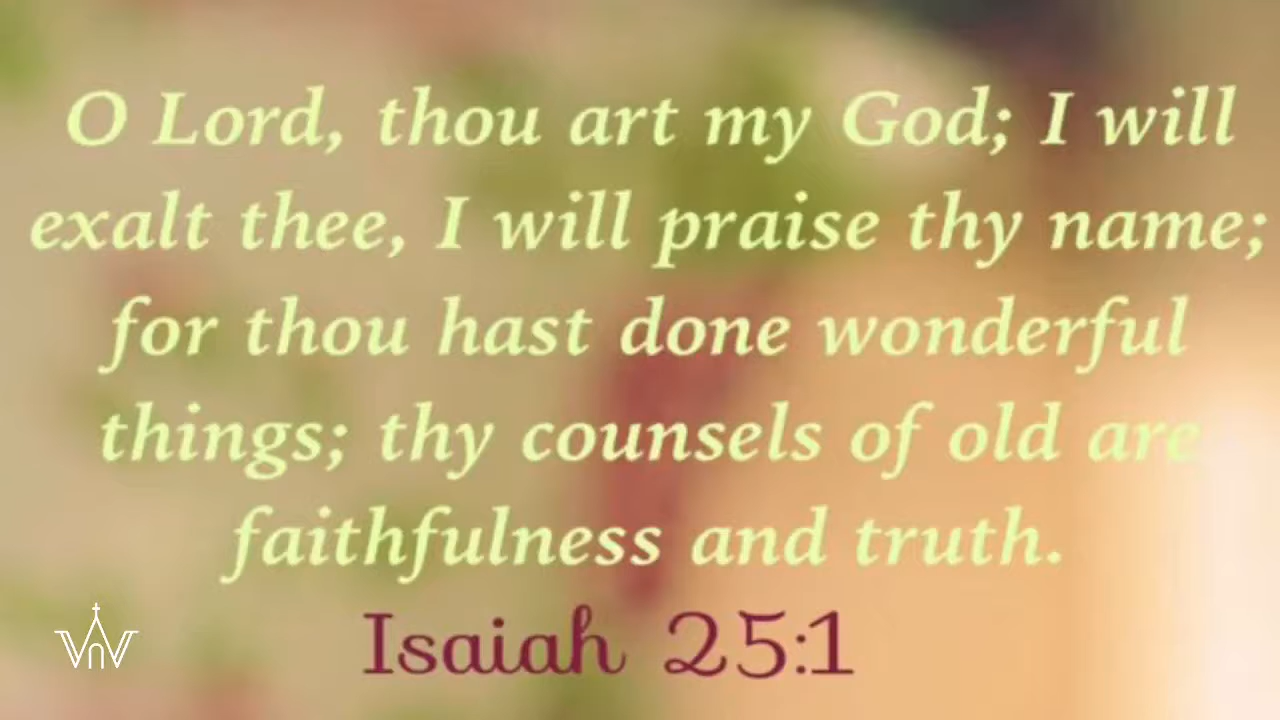 O Lord, thou art my God; I will
exalt thee, I will praise thy name;
for thou hast done wonderful
things; thy counsels of old are
faithfulness and truth.
Isaiah 25:1